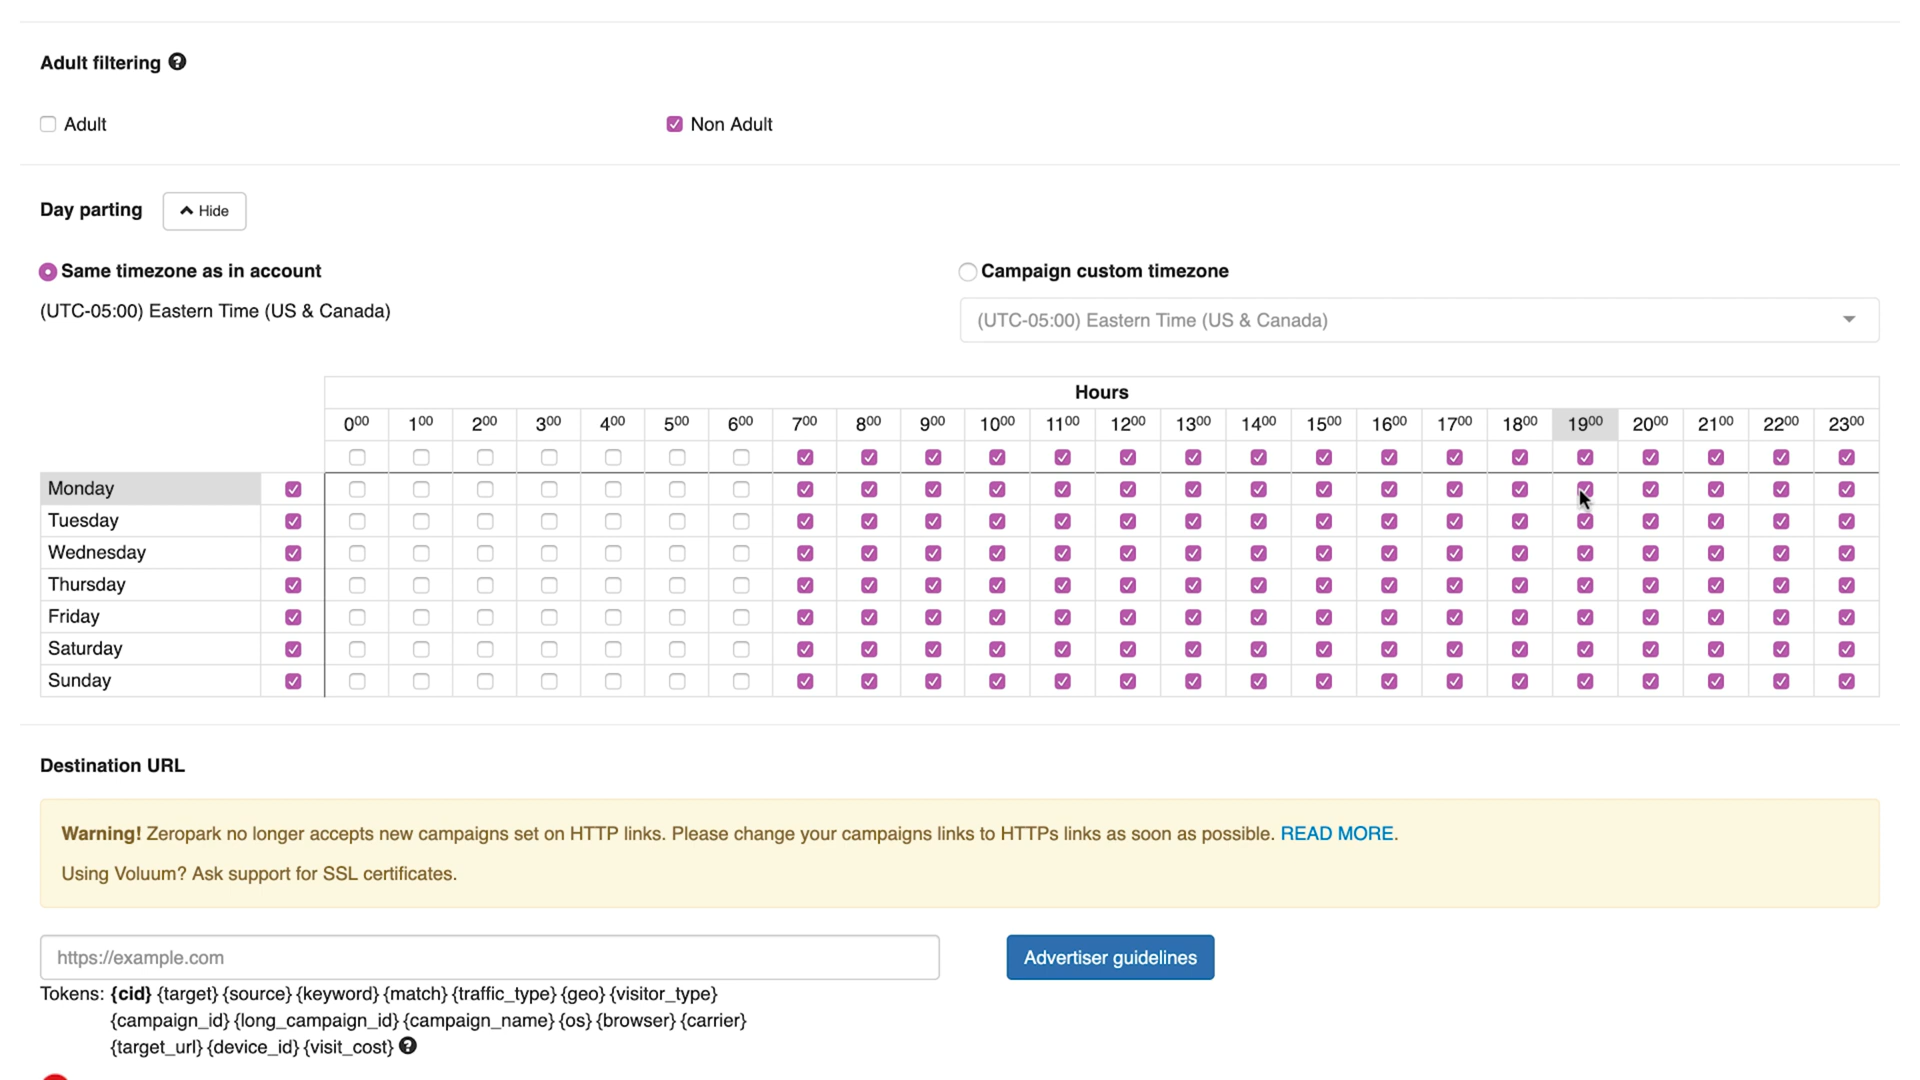 Adult filtering
Adult
Non Adult
Day parting
Hide
Same timezone as in account
Campaign custom timezone
(UTC-05:00) Eastern Time (US & Canada)
(UTC-05:00) Eastern Time (US & Canada)
Hours
0⁰⁰ 1⁰⁰ 2⁰⁰ 3⁰⁰ 4⁰⁰ 5⁰⁰ 6⁰⁰ 7⁰⁰ 8⁰⁰ 9⁰⁰ 10⁰⁰ 11⁰⁰ 12⁰⁰ 13⁰⁰ 14⁰⁰ 15⁰⁰ 16⁰⁰ 17⁰⁰ 18⁰⁰ 19⁰⁰ 20⁰⁰ 21⁰⁰ 22⁰⁰ 23⁰⁰
Monday
Tuesday
Wednesday
Thursday
Friday
Saturday
Sunday
Destination URL
Warning! Zeropark no longer accepts new campaigns set on HTTP links. Please change your campaigns links to HTTPs links as soon as possible. READ MORE.
Using Voluum? Ask support for SSL certificates.
https://example.com
Advertiser guidelines
Tokens: {cid} {target} {source} {keyword} {match} {traffic_type} {geo} {visitor_type}
{campaign_id} {long_campaign_id} {campaign_name} {os} {browser} {carrier}
{target_url} {device_id} {visit_cost}